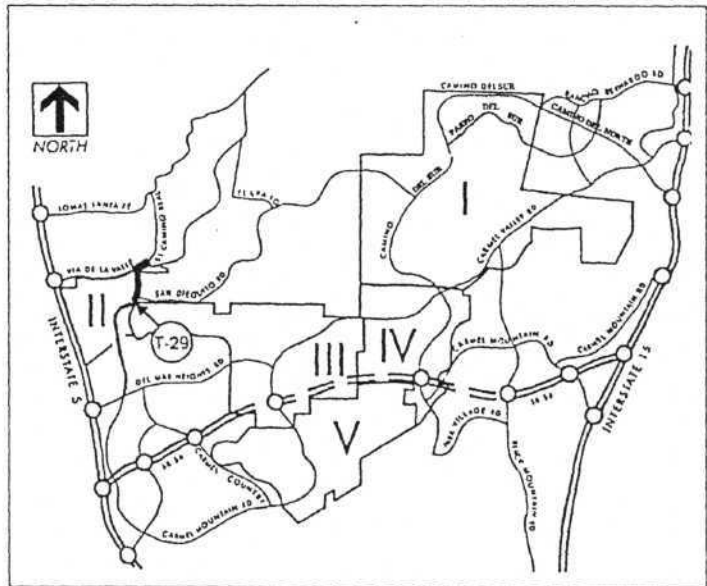 NORTH
LOMAS SANTA FE
EL CAMINO REAL
VIA DE LA VALLE
SAN DIEGUITO RD
CAMINO DEL SUR
PASEO DEL SUR
CAMINO DEL NORTE
RANCHO BERNARDO RD
CAMINO DEL SUR
CARMEL VALLEY RD
I
II
III
IV
V
T-29
INTERSTATE 5
INTERSTATE 15
DEL MAR HEIGHTS RD
CARMEL MOUNTAIN RD
CARMEL MOUNTAIN RD
SR 56
SR 56
CARMEL COUNTRY
CARMEL MOUNTAIN RD
BLACK MOUNTAIN RD